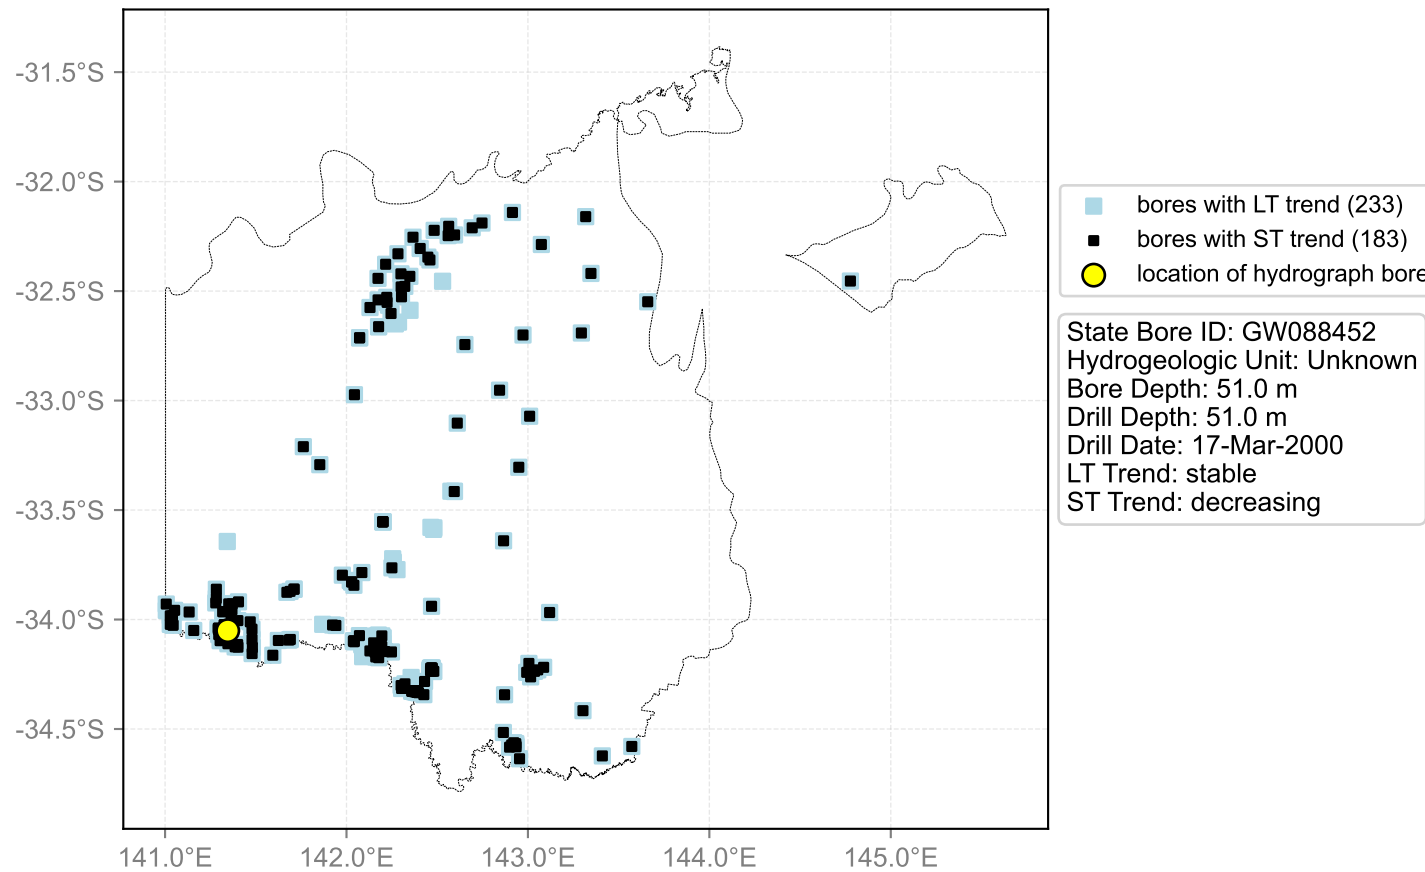 -31.5°S
-32.0°S
-32.5°S
-33.0°S
-33.5°S
-34.0°S
-34.5°S
141.0°E
142.0°E
143.0°E
144.0°E
145.0°E
bores with LT trend (233)
bores with ST trend (183)
location of hydrograph bore
State Bore ID: GW088452
Hydrogeologic Unit: Unknown
Bore Depth: 51.0 m
Drill Depth: 51.0 m
Drill Date: 17-Mar-2000
LT Trend: stable
ST Trend: decreasing